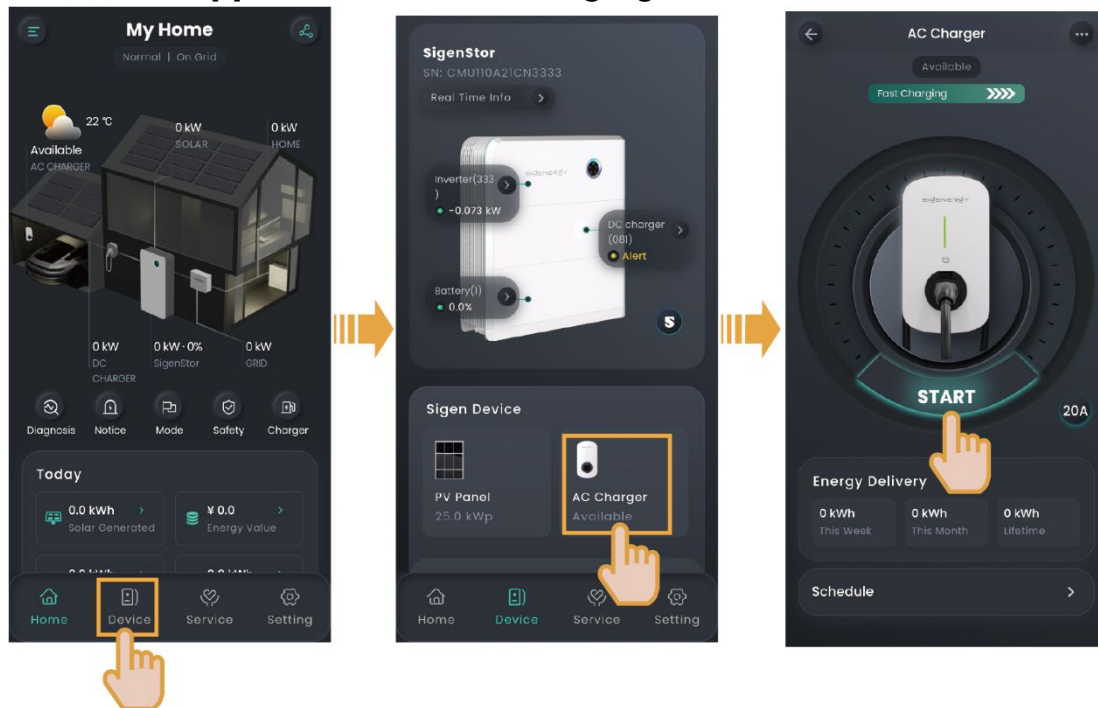 My Home
Normal | On Grid
22 ℃
Available
AC CHARGER
0 kW
SOLAR
0 kW
HOME
0 kW
DC
CHARGER
0 kW·0%
SigenStor
0 kW
GRID
Diagnosis
Notice
Mode
Safety
Charger
Today
0.0 kWh
Solar Generated
¥ 0.0
Energy Value
Home
Device
Service
Setting
SigenStor
SN: CMU110A21CN3333
Real Time Info
SIGENERGY
Inverter(333
)
-0.073 kW
DC charger
(081)
Alert
Battery(1)
0.0%
Sigen Device
PV Panel
25.0 kWp
AC Charger
Available
Home
Device
Service
Setting
AC Charger
Available
Fast Charging
SIGENERGY
START
20A
Energy Delivery
0 kWh
This Week
0 kWh
This Month
0 kWh
Lifetime
Schedule